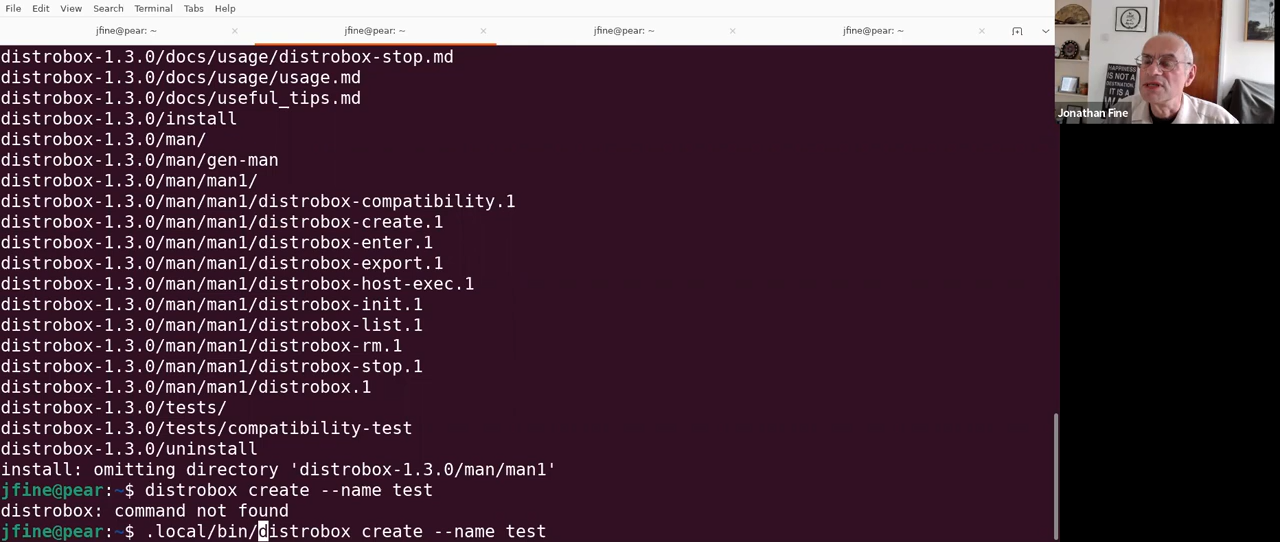 File Edit View Search Terminal Tabs Help
jfine@pear: ~ × jfine@pear: ~ × jfine@pear: ~ × jfine@pear: ~ ×
distrobox-1.3.0/docs/usage/distrobox-stop.md
distrobox-1.3.0/docs/usage/usage.md
distrobox-1.3.0/docs/useful_tips.md
distrobox-1.3.0/install
distrobox-1.3.0/man/
distrobox-1.3.0/man/gen-man
distrobox-1.3.0/man/man1/
distrobox-1.3.0/man/man1/distrobox-compatibility.1
distrobox-1.3.0/man/man1/distrobox-create.1
distrobox-1.3.0/man/man1/distrobox-enter.1
distrobox-1.3.0/man/man1/distrobox-export.1
distrobox-1.3.0/man/man1/distrobox-host-exec.1
distrobox-1.3.0/man/man1/distrobox-init.1
distrobox-1.3.0/man/man1/distrobox-list.1
distrobox-1.3.0/man/man1/distrobox-rm.1
distrobox-1.3.0/man/man1/distrobox-stop.1
distrobox-1.3.0/man/man1/distrobox.1
distrobox-1.3.0/tests/
distrobox-1.3.0/tests/compatibility-test
distrobox-1.3.0/uninstall
install: omitting directory 'distrobox-1.3.0/man/man1'
jfine@pear:~$ distrobox create --name test
distrobox: command not found
jfine@pear:~$ .local/bin/distrobox create --name test
HAPPINESS
IS NOT A
DESTINATION.
IT IS A
Jonathan Fine